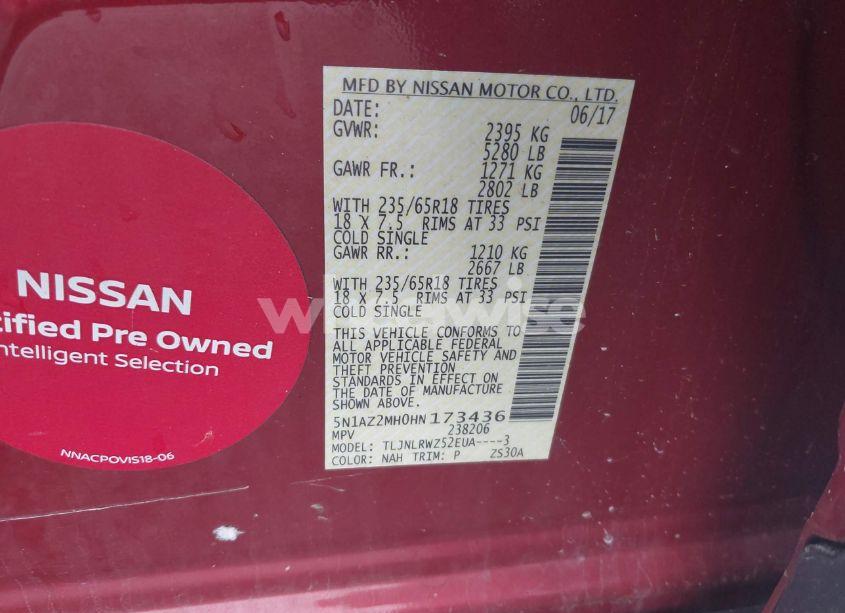 MFD BY NISSAN MOTOR CO., LTD.
DATE: 06/17
GVWR: 2395 KG
5280 LB
GAWR FR.: 1271 KG
2802 LB
WITH 235/65R18 TIRES
18 X 7.5 RIMS AT 33 PSI
COLD SINGLE
GAWR RR.: 1210 KG
2667 LB
WITH 235/65R18 TIRES
18 X 7.5 RIMS AT 33 PSI
COLD SINGLE
THIS VEHICLE CONFORMS TO
ALL APPLICABLE FEDERAL
MOTOR VEHICLE SAFETY AND
THEFT PREVENTION
STANDARDS IN EFFECT ON
THE DATE OF MANUFACTURE
SHOWN ABOVE.
5N1AZ2MH0HN173436
MPV 238206
MODEL: TLJNLRWZ52EUA----3
COLOR: NAH TRIM: P ZS30A
NISSAN
tified Pre Owned
ntelligent Selection
NNACPOVIS18-06